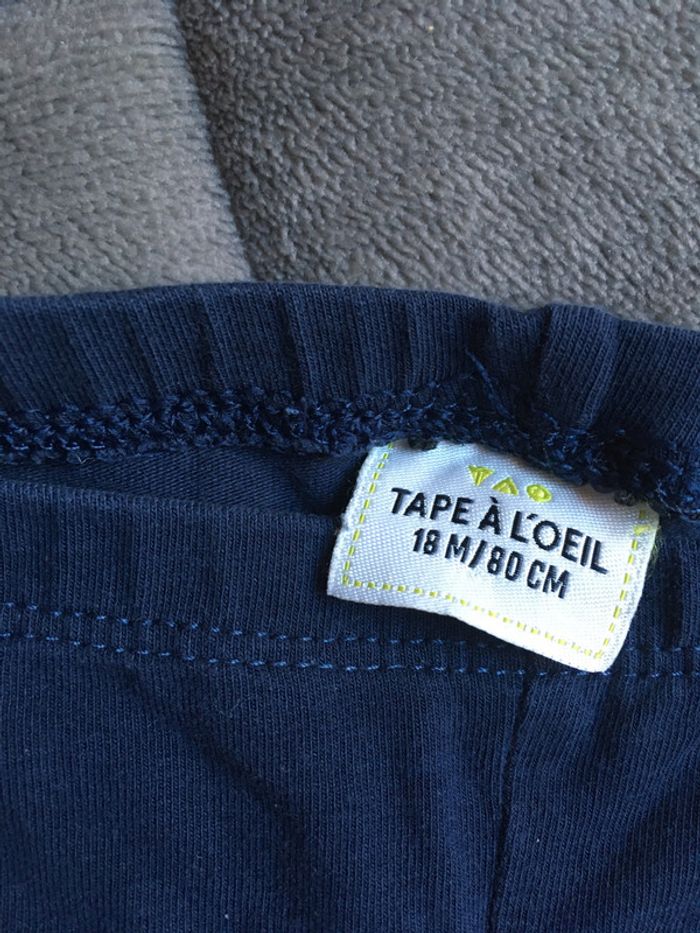 TAPE À L'OEIL
18 M/80 CM